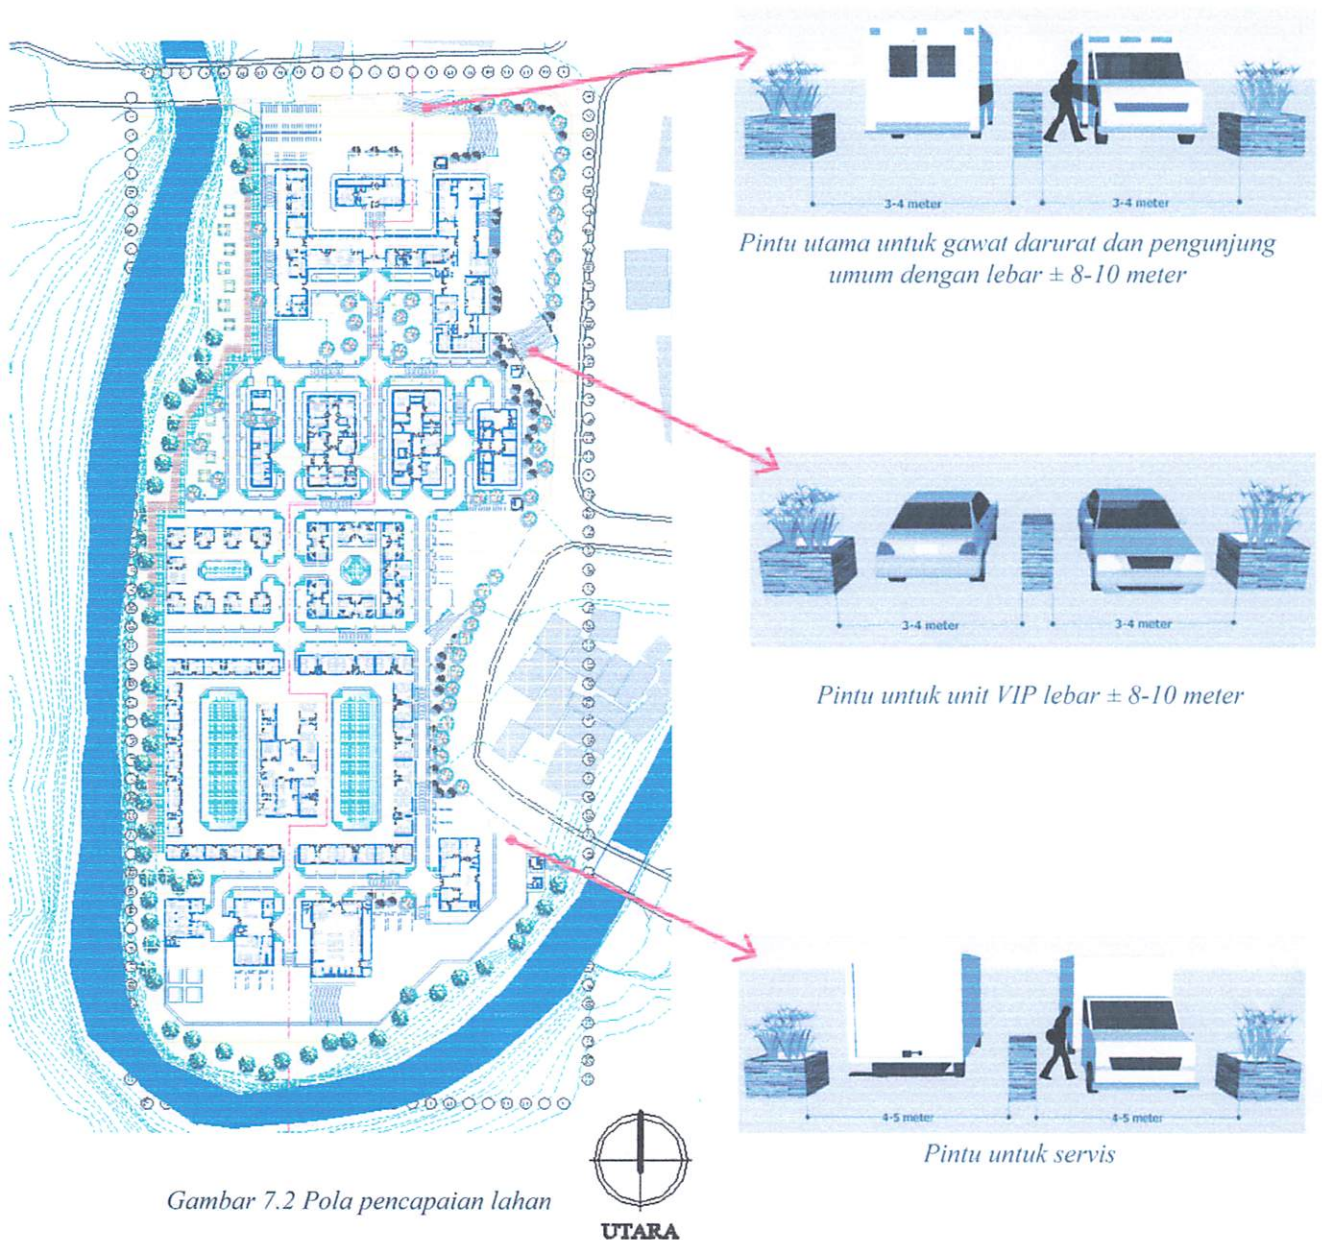 3-4 meter
3-4 meter
Pintu utama untuk gawat darurat dan pengunjung
umum dengan lebar ± 8-10 meter
3-4 meter
3-4 meter
Pintu untuk unit VIP lebar ± 8-10 meter
4-5 meter
4-5 meter
Pintu untuk servis
Gambar 7.2 Pola pencapaian lahan
UTARA